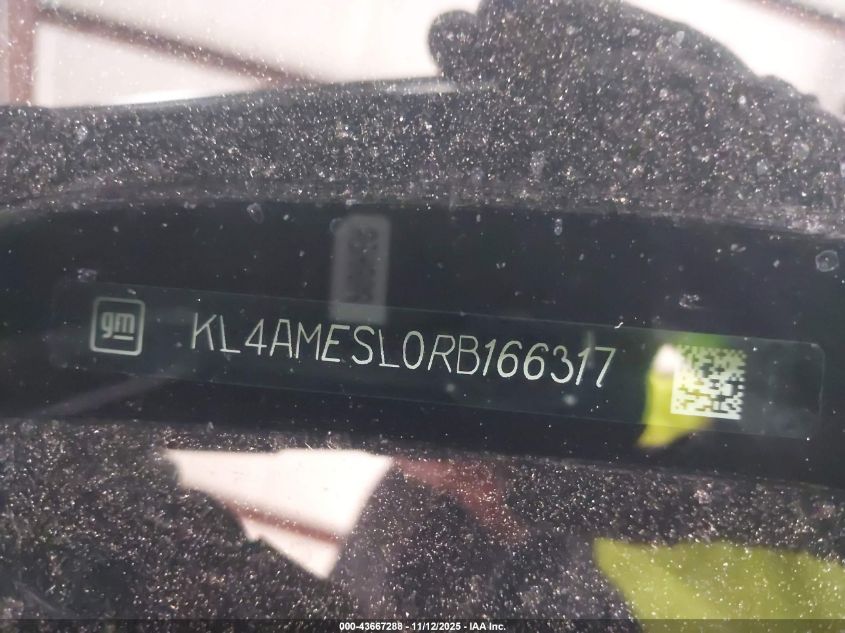 gm KL4AMESL0RB166317
000-43667288 - 11/12/2025 - IAA Inc.